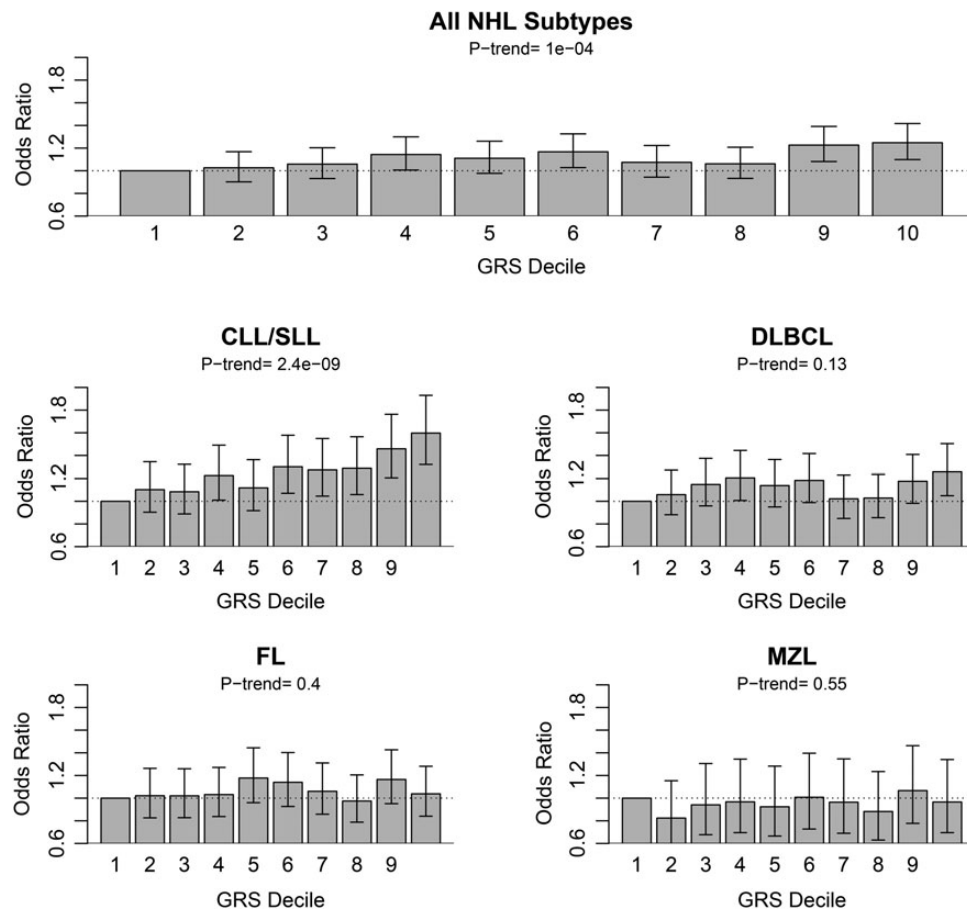 All NHL Subtypes
P−trend= 1e−04
Odds Ratio
1.8
1.2
0.6
1 2 3 4 5 6 7 8 9 10
GRS Decile
CLL/SLL
P−trend= 2.4e−09
Odds Ratio
1.8
1.2
0.6
1 2 3 4 5 6 7 8 9
GRS Decile
DLBCL
P−trend= 0.13
Odds Ratio
1.8
1.2
0.6
1 2 3 4 5 6 7 8 9
GRS Decile
FL
P−trend= 0.4
Odds Ratio
1.8
1.2
0.6
1 2 3 4 5 6 7 8 9
GRS Decile
MZL
P−trend= 0.55
Odds Ratio
1.8
1.2
0.6
1 2 3 4 5 6 7 8 9
GRS Decile